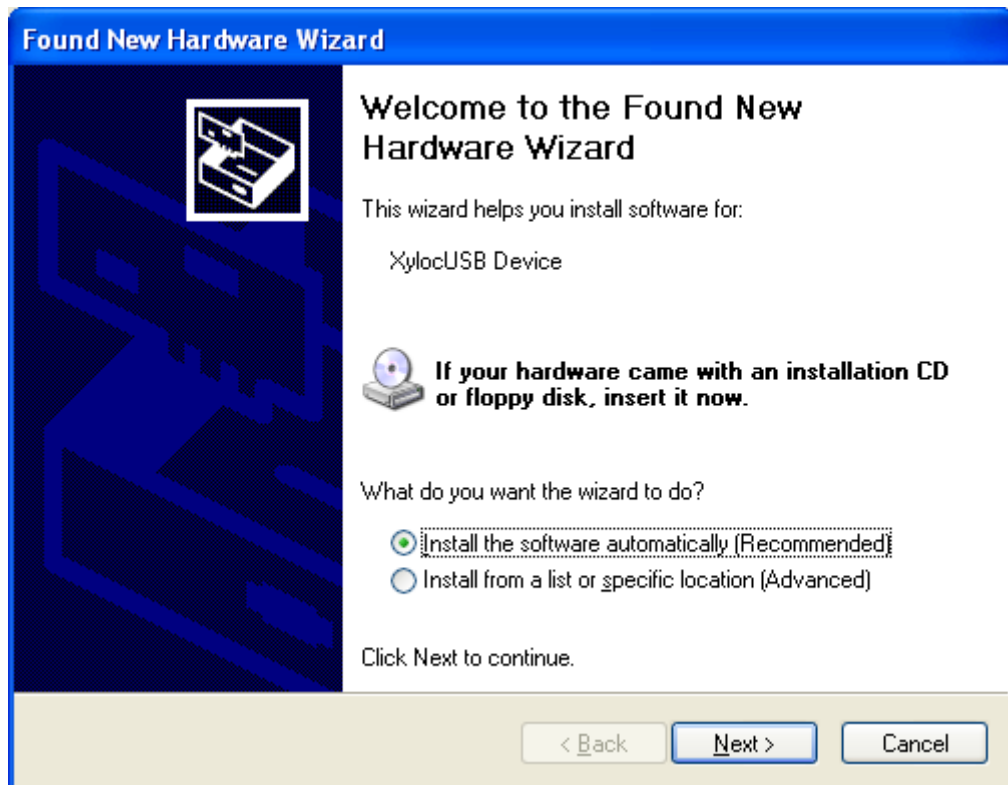 Found New Hardware Wizard
Welcome to the Found New
Hardware Wizard
This wizard helps you install software for:
XylocUSB Device
If your hardware came with an installation CD
or floppy disk, insert it now.
What do you want the wizard to do?
Install the software automatically (Recommended)
Install from a list or specific location (Advanced)
Click Next to continue.
< Back
Next >
Cancel